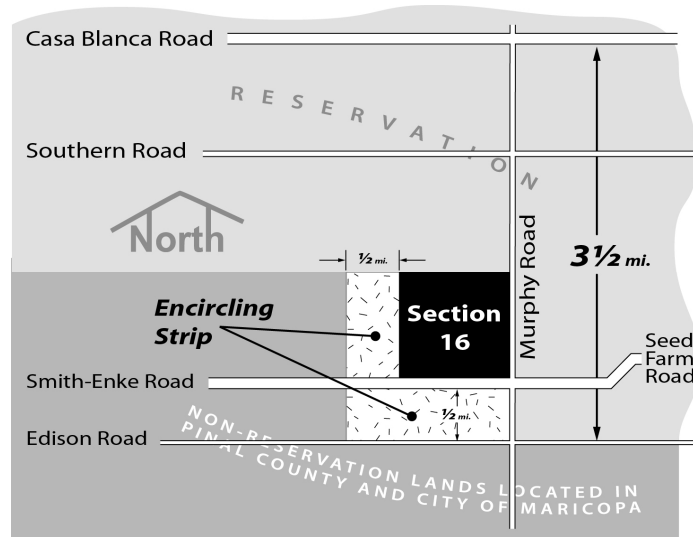 Casa Blanca Road
RESERVATION
Southern Road
North
Murphy Road
3½ mi.
½ mi.
Encircling
Strip
Section
16
Seed
Farm
Road
Smith-Enke Road
½ mi.
Edison Road
NON-RESERVATION LANDS LOCATED IN
PINAL COUNTY AND CITY OF MARICOPA